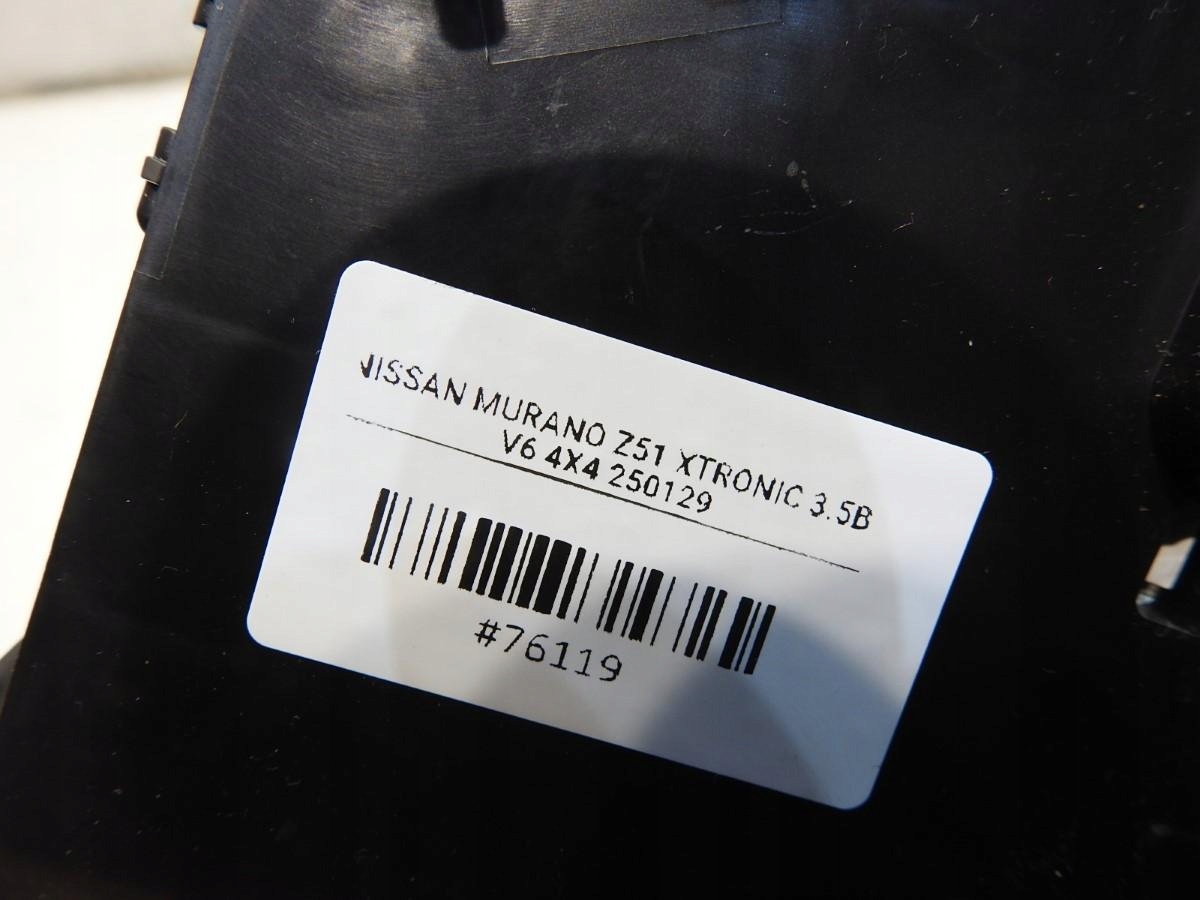 NISSAN MURANO Z51 XTRONIC 3.5B
V6 4X4 250129
#76119